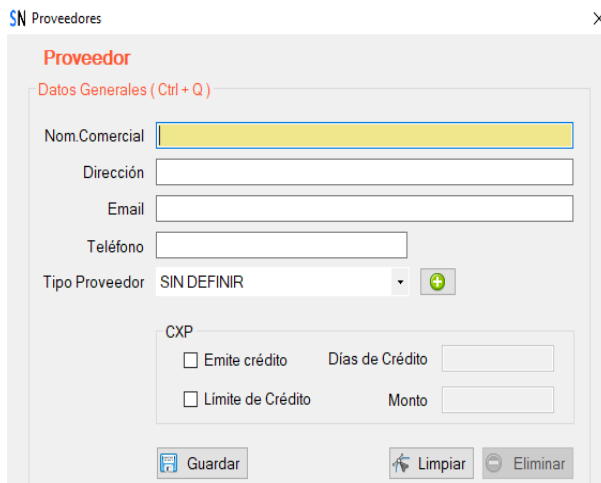 SN Proveedores
Proveedor
Datos Generales ( Ctrl + Q )
Nom.Comercial
Dirección
Email
Teléfono
Tipo Proveedor SIN DEFINIR
CXP
Emite crédito Días de Crédito
Límite de Crédito Monto
Guardar Limpiar Eliminar